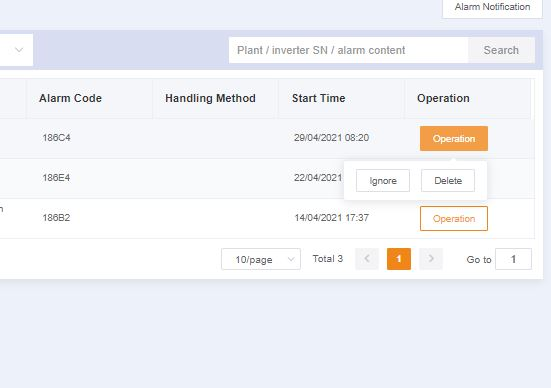 Alarm Notification
Plant / inverter SN / alarm content Search
Alarm Code Handling Method Start Time Operation
186C4 29/04/2021 08:20 Operation
186E4 22/04/2021
Ignore Delete
186B2 14/04/2021 17:37 Operation
10/page Total 3 1 Go to 1